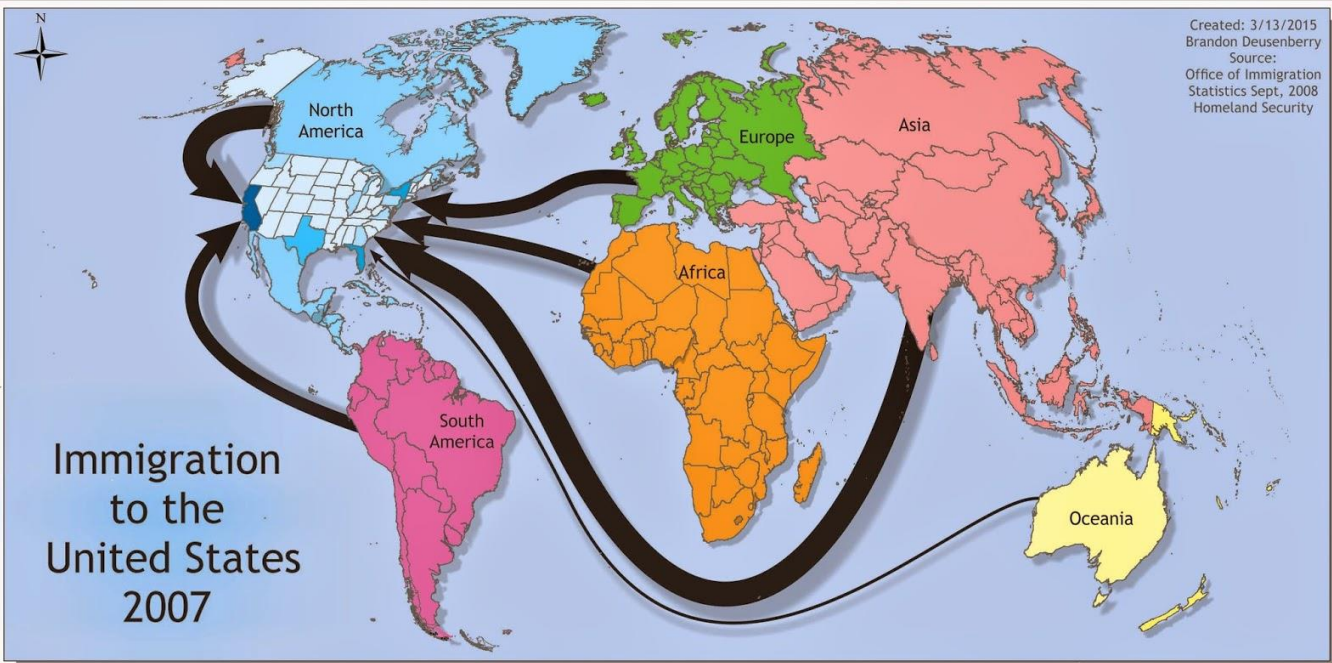 N
Created: 3/13/2015
Brandon Deusenberry
Source:
Office of Immigration
Statistics Sept, 2008
Homeland Security
North
America
Europe
Asia
Africa
South
America
Oceania
Immigration
to the
United States
2007